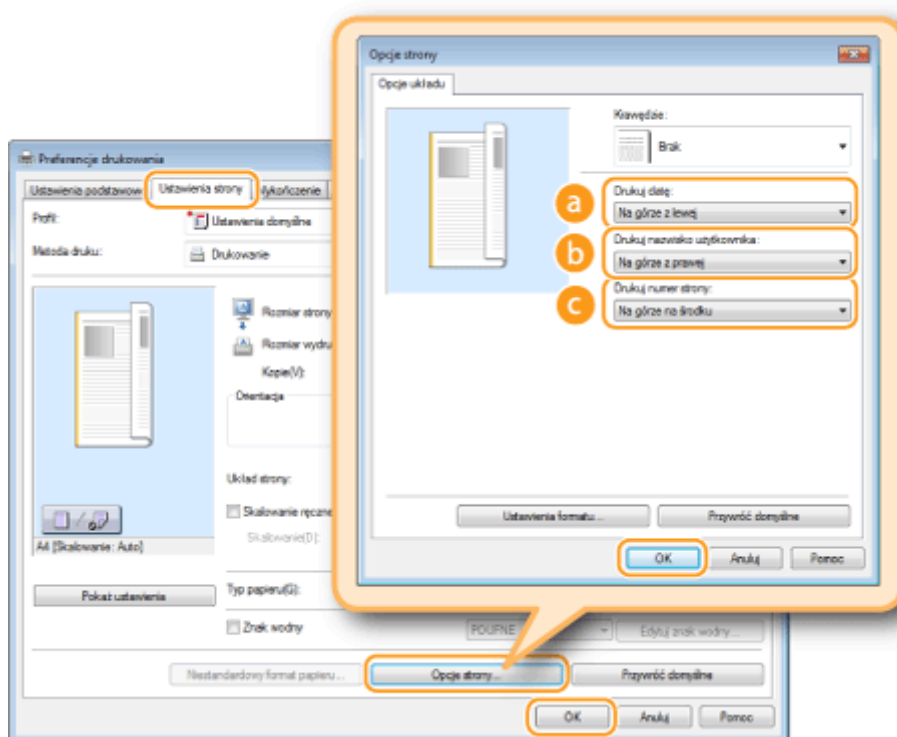 Opcje strony
Opcje układu
Krawędzie:
Brak
a
Drukuj datę:
Na górze z lewej
b
Drukuj nazwisko użytkownika:
Na górze z prawej
c
Drukuj numer strony:
Na górze na środku
Ustawienia formatu...
Przywróć domyślne
OK
Anuluj
Pomoc
Preferencje drukowania
Ustawienia podstawow
Ustawienia strony
Wykończenie
Profil:
Ustawienia domyślne
Metoda druku:
Drukowanie
Rozmiar strony
Rozmiar wydru
Kopie(V):
Orientacja
Układ strony:
Skalowanie ręczne
Skalowanie(D):
A4 [Skalowanie: Auto]
Pokaż ustawienia
Typ papieru(G):
Znak wodny
POUFNE
Edytuj znak wodny...
Niestandardowy format papieru...
Opcje strony...
Przywróć domyślne
OK
Anuluj
Pomoc